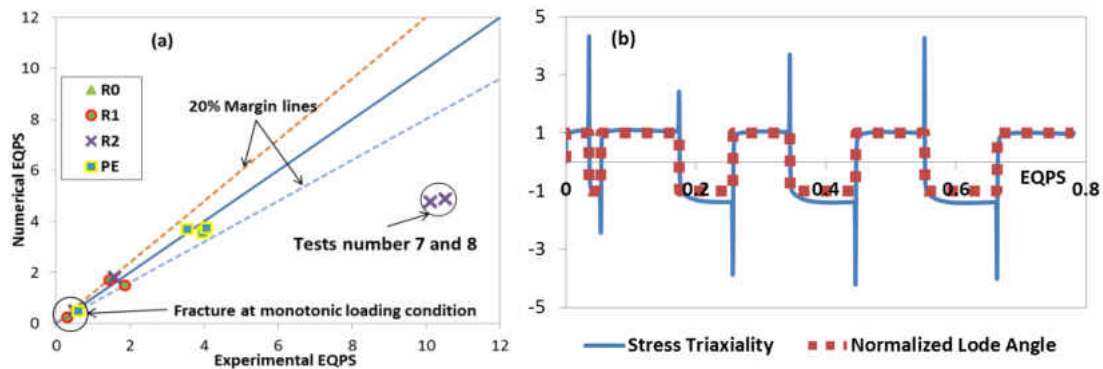 (a)
12
10
8
6
4
2
0
Numerical EQPS
R0
R1
R2
PE
20% Margin lines
Tests number 7 and 8
Fracture at monotonic loading condition
0 2 4 6 8 10 12
Experimental EQPS
(b)
5
3
1
-1
-3
-5
0 0.2 0.4 0.6 0.8
EQPS
Stress Triaxiality
Normalized Lode Angle